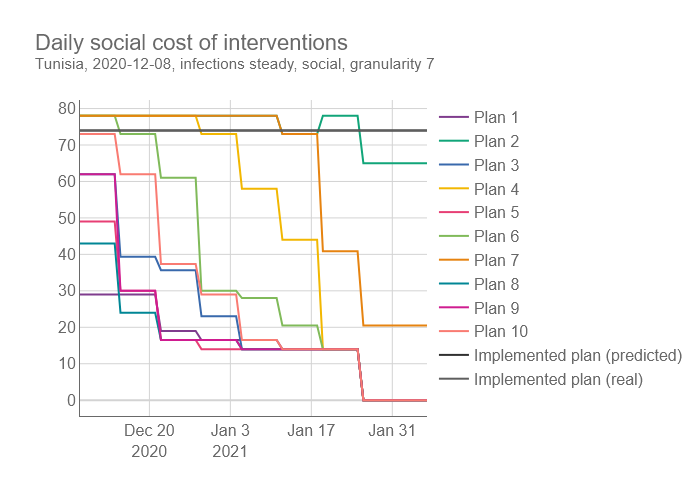 Daily social cost of interventions
Tunisia, 2020-12-08, infections steady, social, granularity 7
80
70
60
50
40
30
20
10
0
Dec 20
2020
Jan 3
2021
Jan 17
Jan 31
Plan 1
Plan 2
Plan 3
Plan 4
Plan 5
Plan 6
Plan 7
Plan 8
Plan 9
Plan 10
Implemented plan (predicted)
Implemented plan (real)